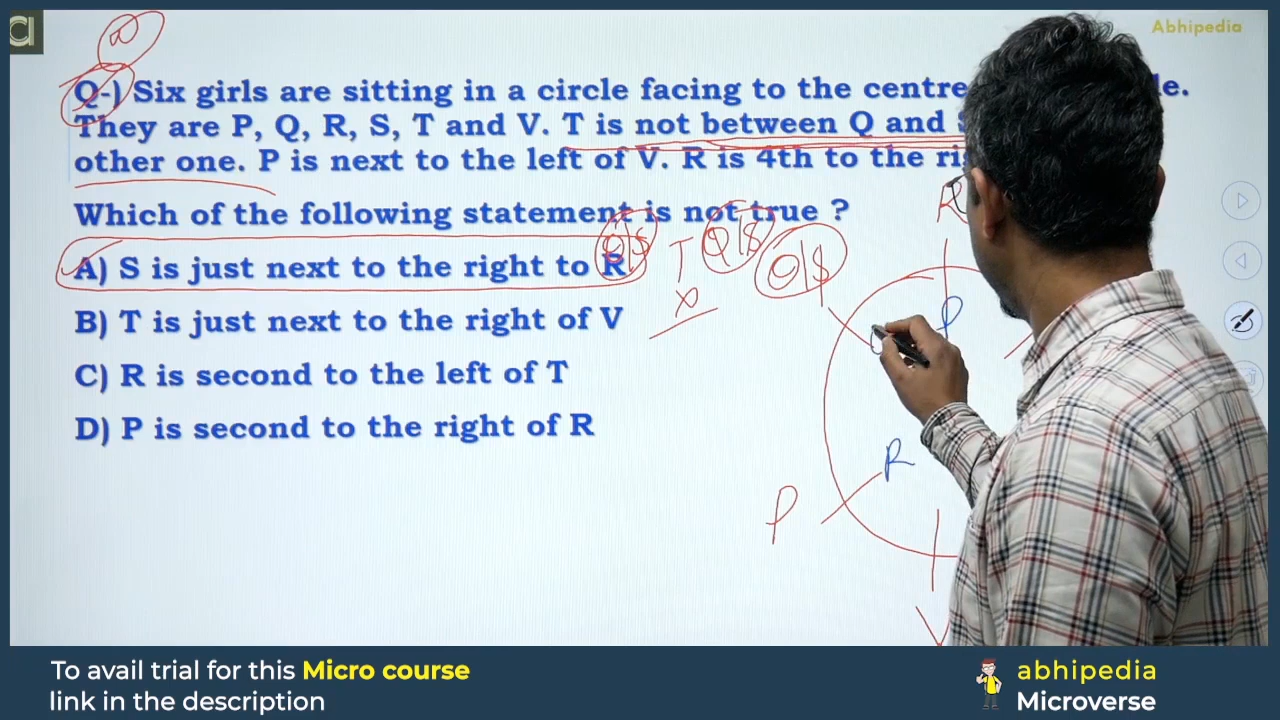 a
Abhipedia
Q-) Six girls are sitting in a circle facing to the centre
They are P, Q, R, S, T and V. T is not between Q and S
other one. P is next to the left of V. R is 4th to the
Which of the following statement is not true ?
A) S is just next to the right to R.
B) T is just next to the right of V
C) R is second to the left of T
D) P is second to the right of R
Q|S T Q|S Q|S
R
P
R
P
V
To avail trial for this Micro course
link in the description
abhipedia
Microverse